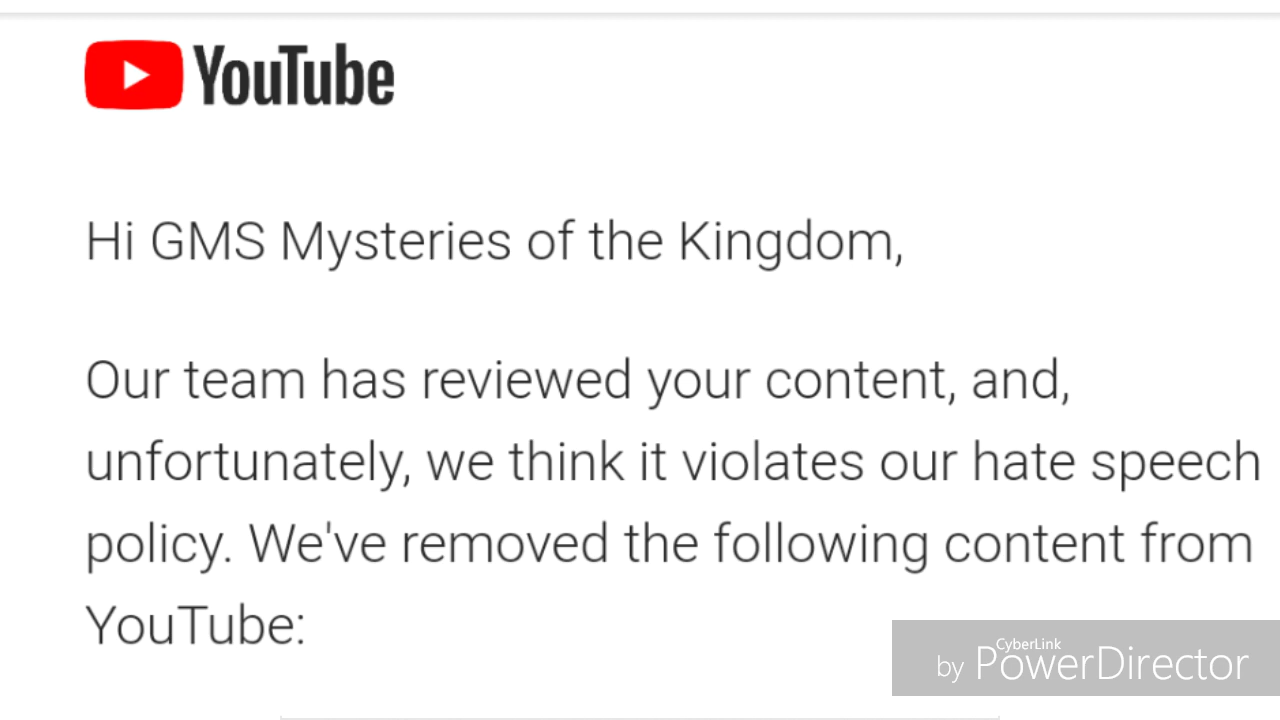 YouTube
Hi GMS Mysteries of the Kingdom,
Our team has reviewed your content, and,
unfortunately, we think it violates our hate speech
policy. We've removed the following content from
YouTube:
CyberLink
by PowerDirector